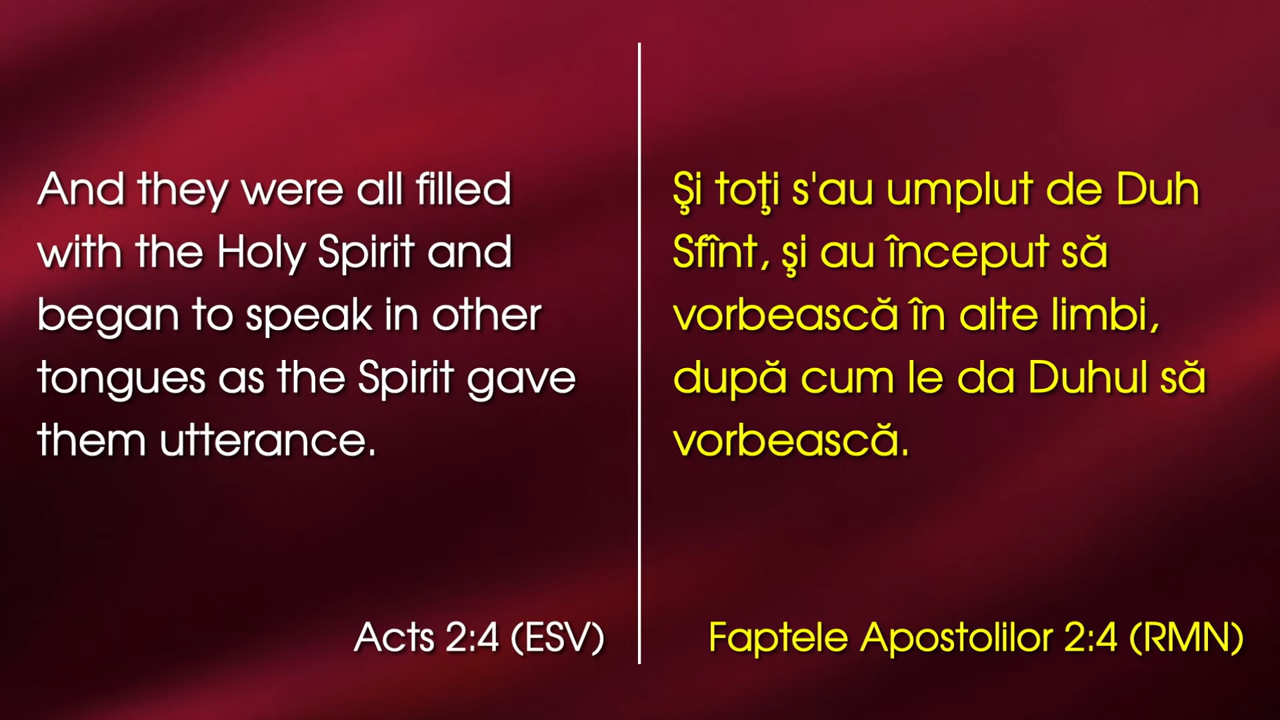 And they were all filled
with the Holy Spirit and
began to speak in other
tongues as the Spirit gave
them utterance.
Acts 2:4 (ESV)
Şi toţi s'au umplut de Duh
Sfînt, şi au început să
vorbească în alte limbi,
după cum le da Duhul să
vorbească.
Faptele Apostolilor 2:4 (RMN)